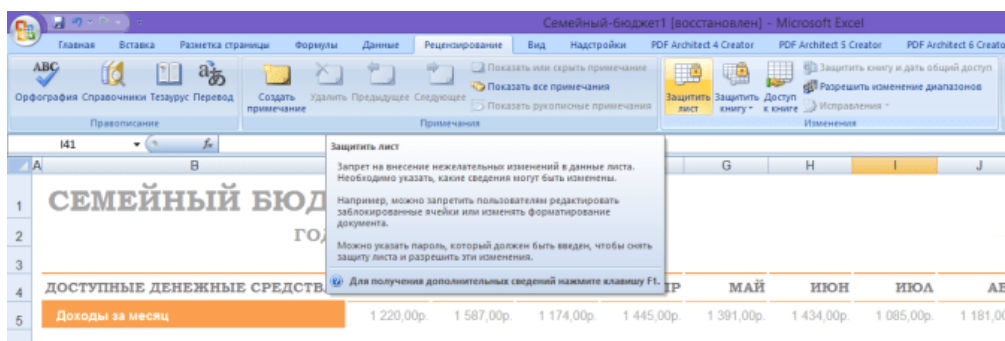 Семейный-бюджет1 [восстановлен] - Microsoft Excel
Главная Вставка Разметка страницы Формулы Данные Рецензирование Вид Надстройки PDF Architect 4 Creator PDF Architect 5 Creator PDF Architect 6 Creato
ABC
Орфография Справочники Тезаурус Перевод
Правописание
Создать примечание
Удалить Предыдущее Следующее
Показать или скрыть примечание
Показать все примечания
Показать рукописные примечания
Примечания
Защитить лист
Защитить книгу
Доступ к книге
Защитить книгу и дать общий доступ
Разрешить изменение диапазонов
Исправления
Изменения
I41 fx
A B G H I J
Защитить лист
Запрет на внесение нежелательных изменений в данные листа.
Необходимо указать, какие сведения могут быть изменены.
Например, можно запретить пользователям редактировать
заблокированные ячейки или изменять форматирование
документа.
Можно указать пароль, который должен быть введен, чтобы снять
защиту листа и разрешить эти изменения.
Для получения дополнительных сведений нажмите клавишу F1.
1 СЕМЕЙНЫЙ БЮД
2 ГО
3
4 ДОСТУПНЫЕ ДЕНЕЖНЫЕ СРЕДСТВ Р МАЙ ИЮН ИЮЛ АВ
5 Доходы за месяц 1 220,00р. 1 587,00р. 1 174,00р. 1 445,00р. 1 391,00р. 1 434,00р. 1 085,00р. 1 181,00